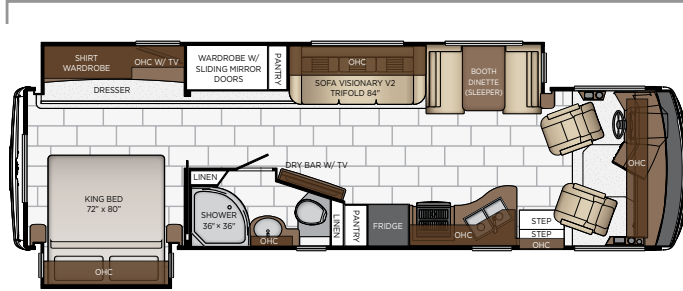 SHIRT
WARDROBE
OHC W/ TV
DRESSER
WARDROBE W/
SLIDING MIRROR
DOORS
PANTRY
OHC
SOFA VISIONARY V2
TRIFOLD 84"
BOOTH
DINETTE
(SLEEPER)
OHC
KING BED
72" x 80"
OHC
LINEN
DRY BAR W/ TV
SHOWER
36" × 36"
OHC
LINEN
PANTRY
FRIDGE
OHC
STEP
STEP
OHC